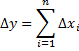 Δy = ∑_{i=1}^{n} Δx_i